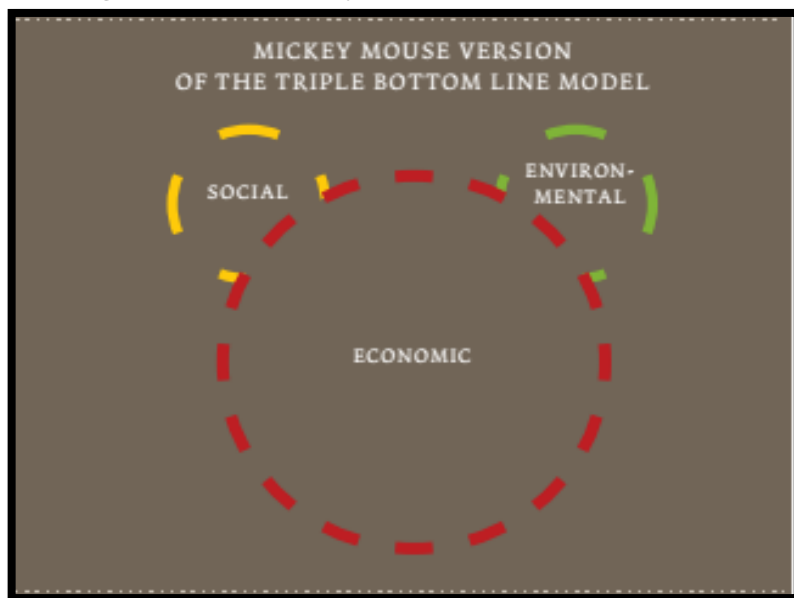 MICKEY MOUSE VERSION
OF THE TRIPLE BOTTOM LINE MODEL
SOCIAL
ENVIRON-
MENTAL
ECONOMIC